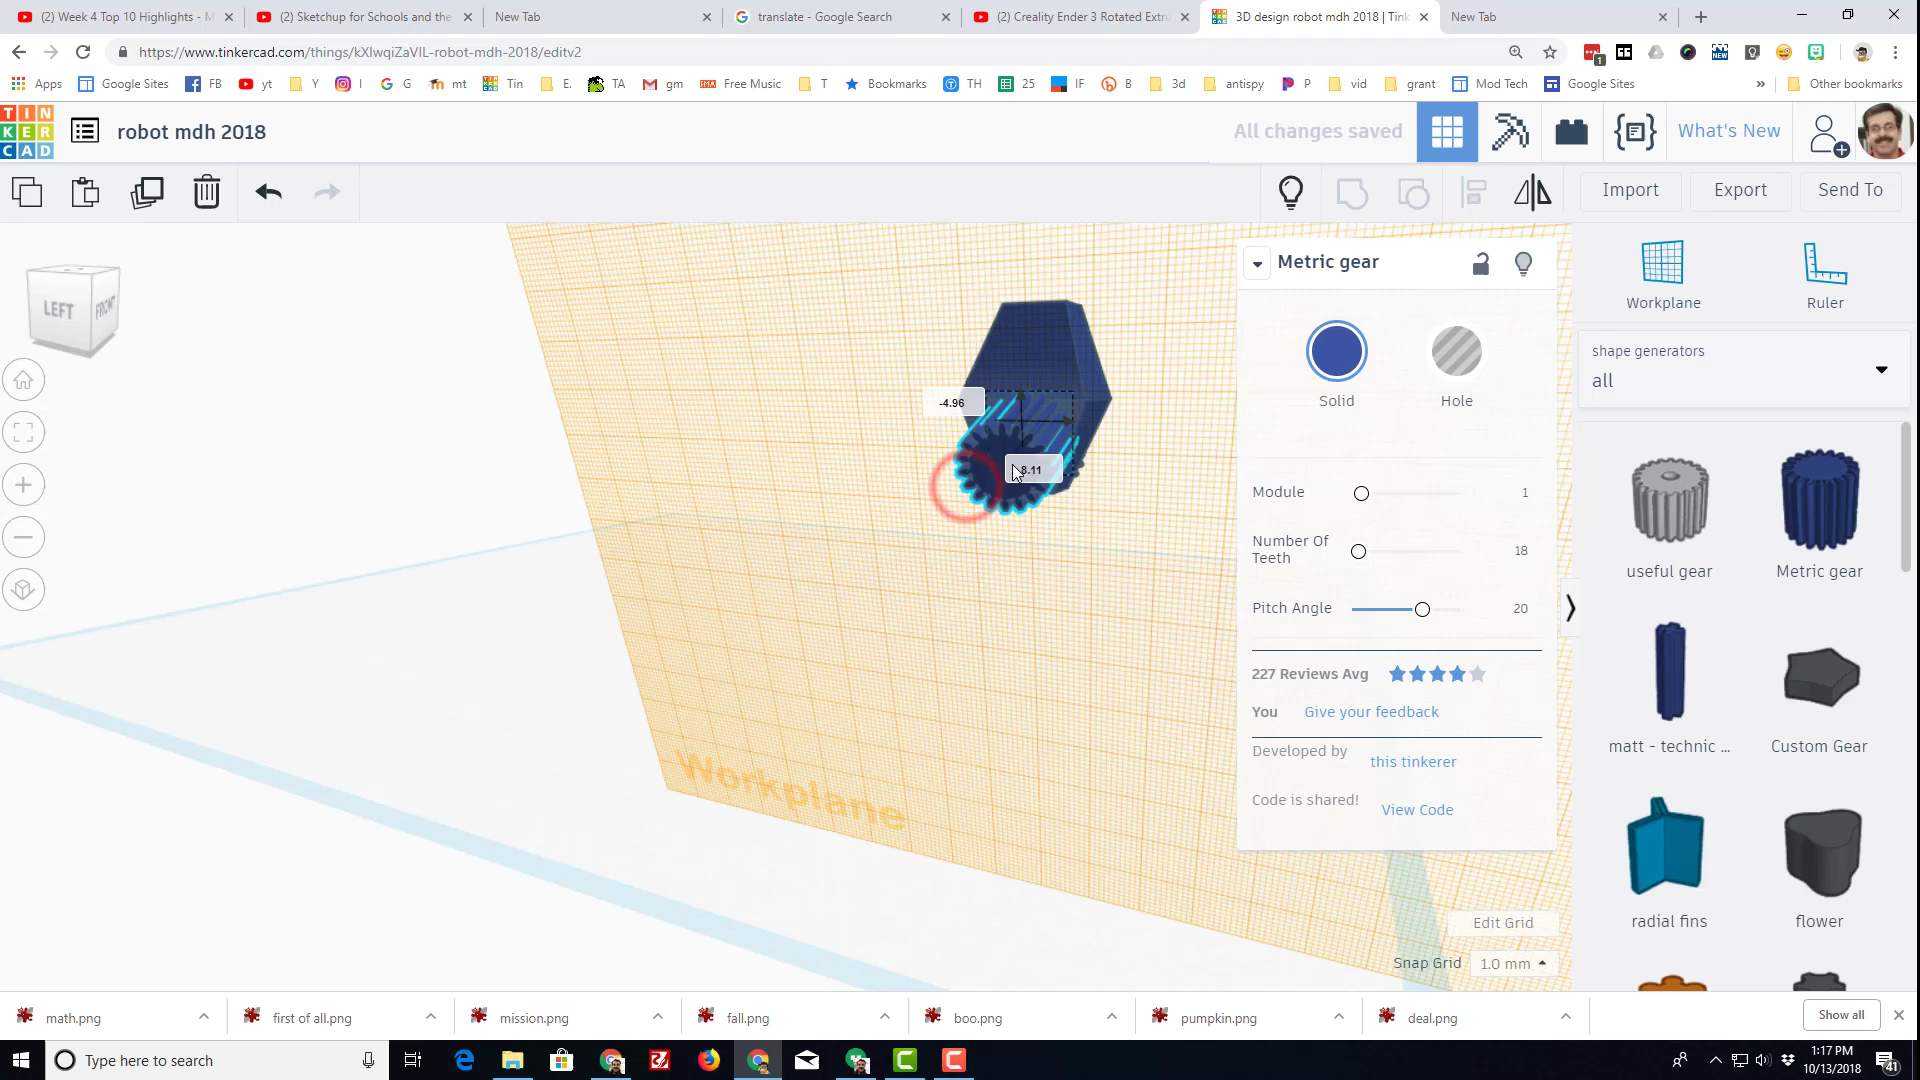 (2) Week 4 Top 10 Highlights - M
(2) Sketchup for Schools and the
New Tab
translate - Google Search
(2) Creality Ender 3 Rotated Extru
3D design robot mdh 2018 | Tink
New Tab
https://www.tinkercad.com/things/kXlwqiZaVlL-robot-mdh-2018/editv2
Apps
Google Sites
FB
yt
Y
I
G
mt
Tin
E.
TA
gm
Free Music
T
Bookmarks
TH
25
IF
B
3d
antispy
P
vid
grant
Mod Tech
Google Sites
»
Other bookmarks
TIN
KER
CAD
robot mdh 2018
All changes saved
What's New
Import
Export
Send To
LEFT
FRONT
Metric gear
Solid
Hole
-4.96
8.11
Module
1
Number Of
Teeth
18
Pitch Angle
20
227 Reviews Avg
You
Give your feedback
Developed by
this tinkerer
Code is shared!
View Code
Workplane
Edit Grid
Snap Grid
1.0 mm
Workplane
Ruler
shape generators
all
useful gear
Metric gear
matt - technic ...
Custom Gear
radial fins
flower
math.png
first of all.png
mission.png
fall.png
boo.png
pumpkin.png
deal.png
Show all
Type here to search
1:17 PM
10/13/2018
41